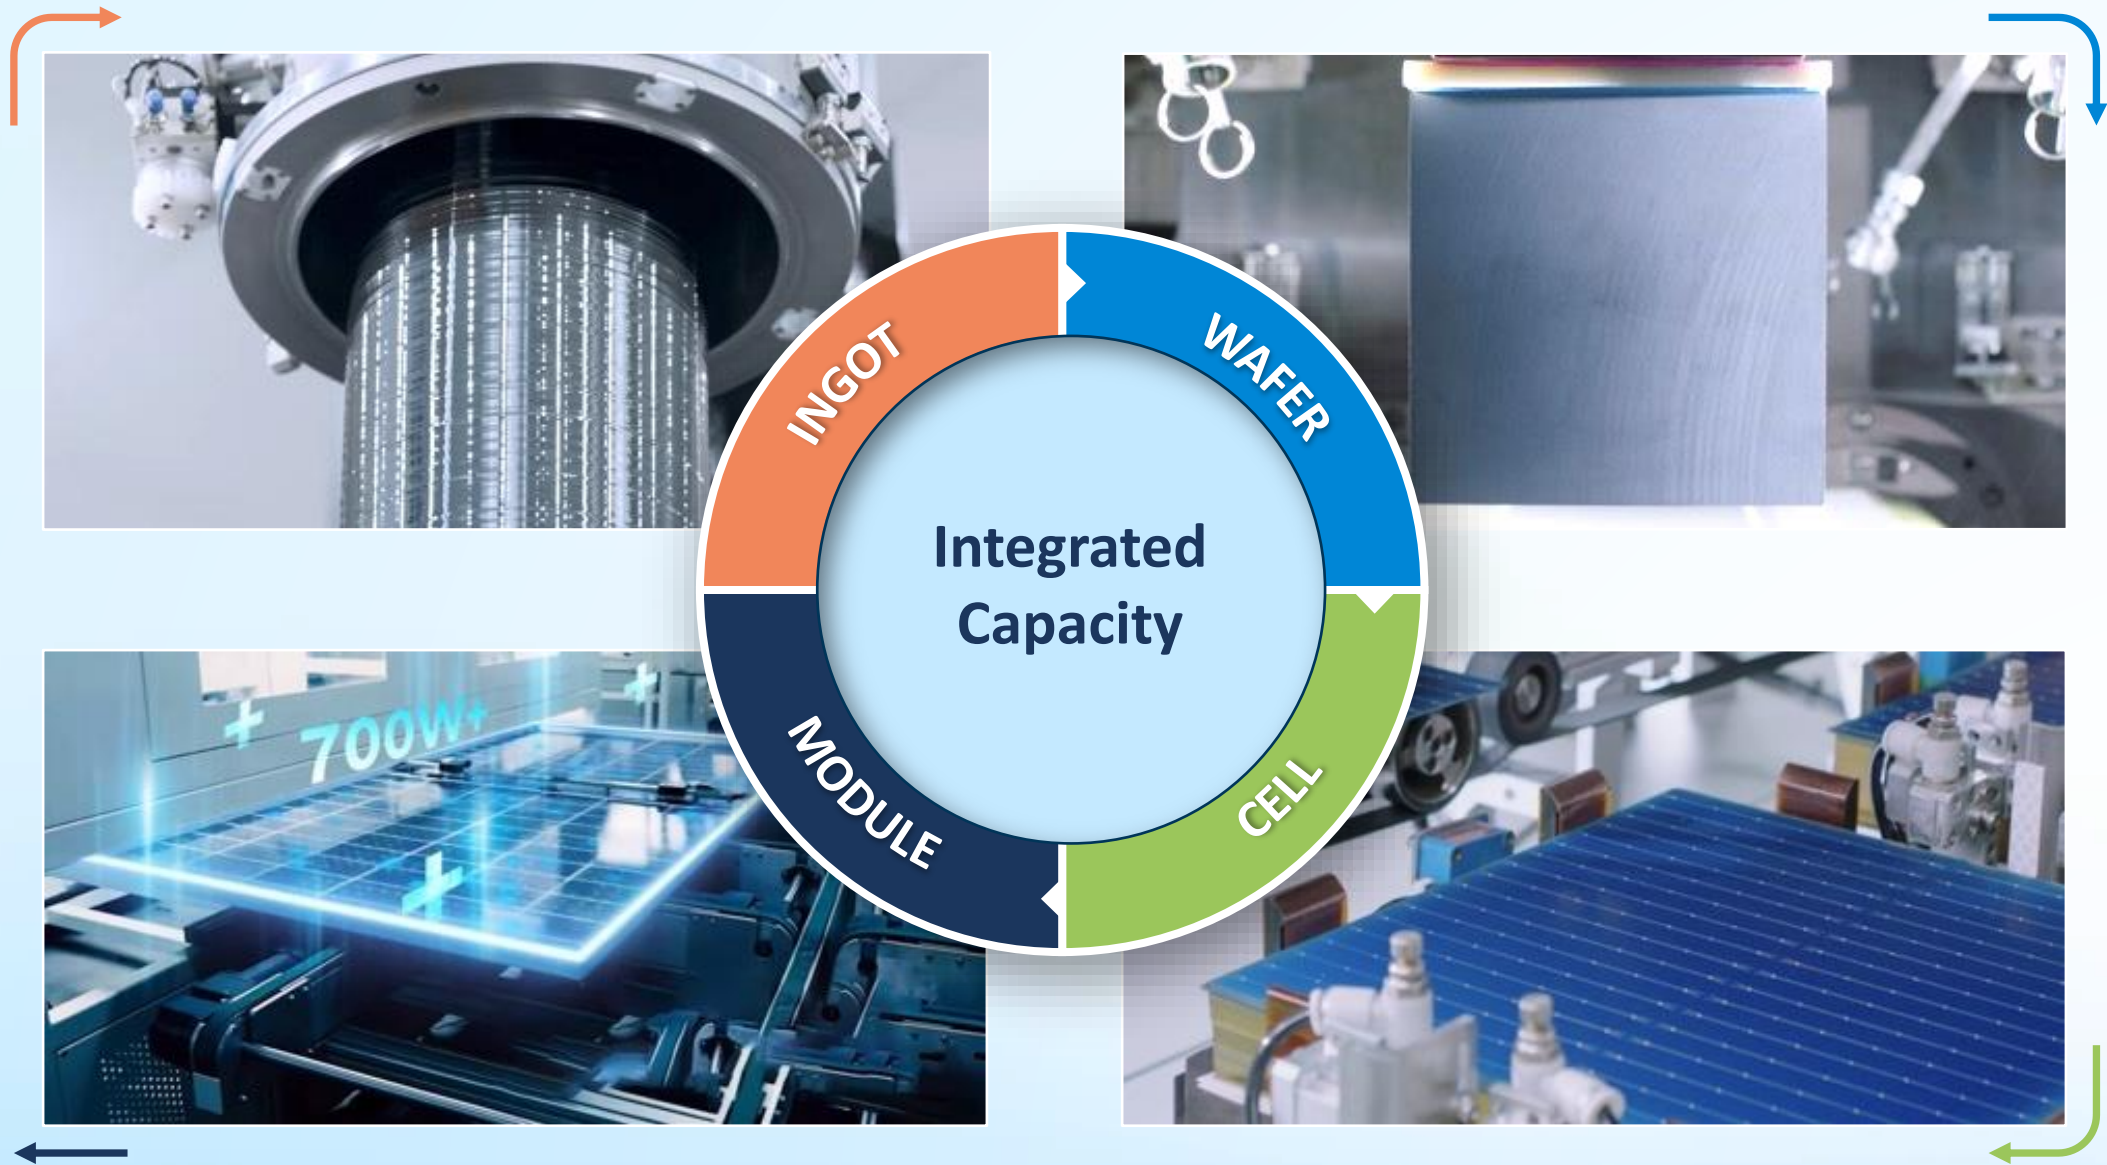 INGOT
WAFER
Integrated
Capacity
700W+
MODULE
CELL